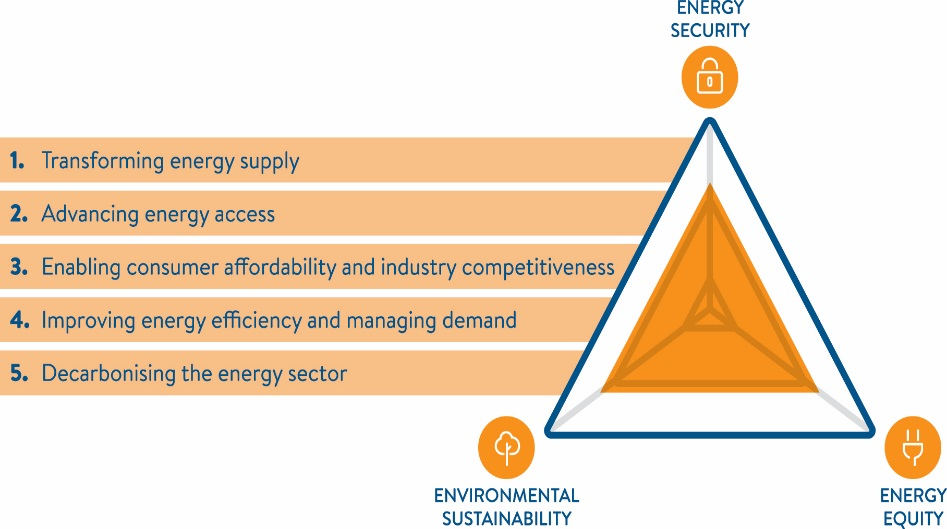 ENERGY
SECURITY
1. Transforming energy supply
2. Advancing energy access
3. Enabling consumer affordability and industry competitiveness
4. Improving energy efficiency and managing demand
5. Decarbonising the energy sector
ENVIRONMENTAL
SUSTAINABILITY
ENERGY
EQUITY